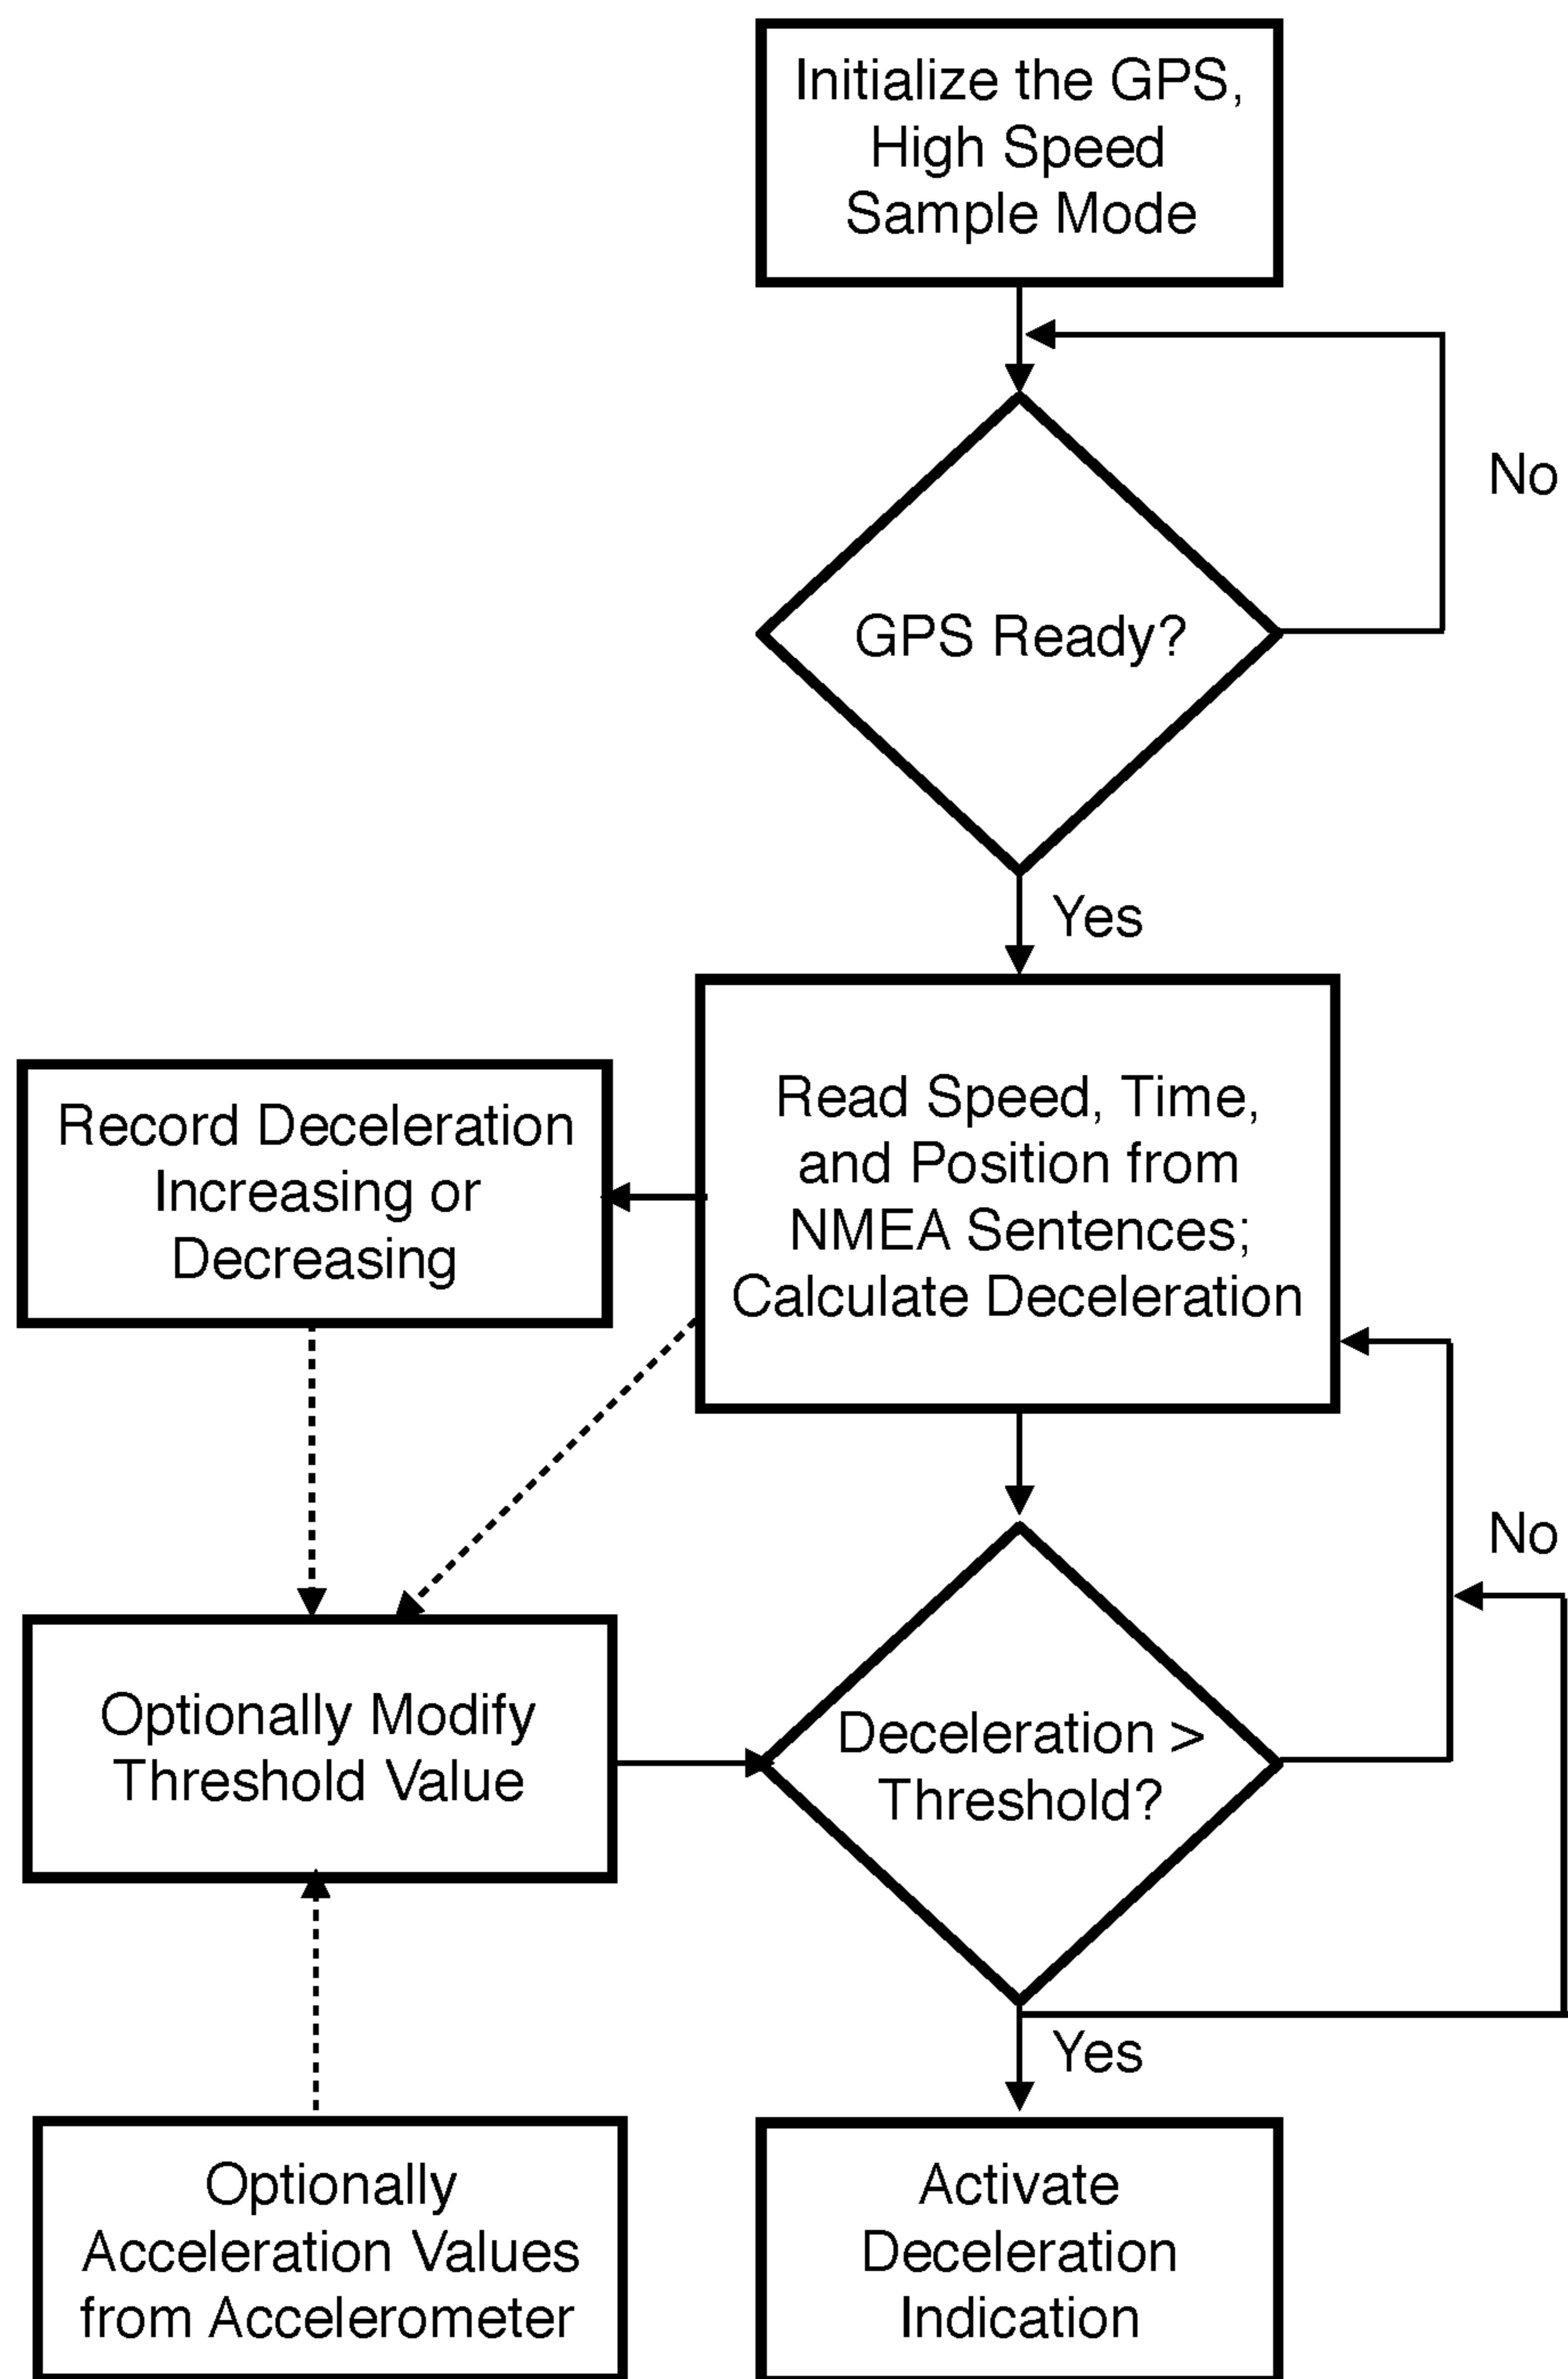 Initialize the GPS,
High Speed
Sample Mode
No
GPS Ready?
Yes
Read Speed, Time,
and Position from
NMEA Sentences;
Calculate Deceleration
Record Deceleration
Increasing or
Decreasing
No
Optionally Modify
Threshold Value
Deceleration >
Threshold?
Yes
Optionally
Acceleration Values
from Accelerometer
Activate
Deceleration
Indication